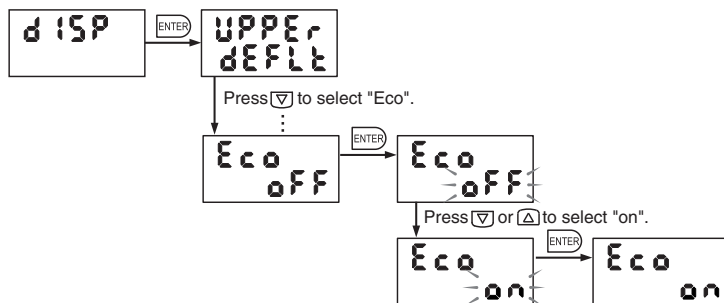 dISP
ENTER
UPPEr
dEFLt
Press ▽ to select "Eco".
Eco
oFF
ENTER
Eco
oFF
Press ▽ or △ to select "on".
Eco
on
ENTER
Eco
on